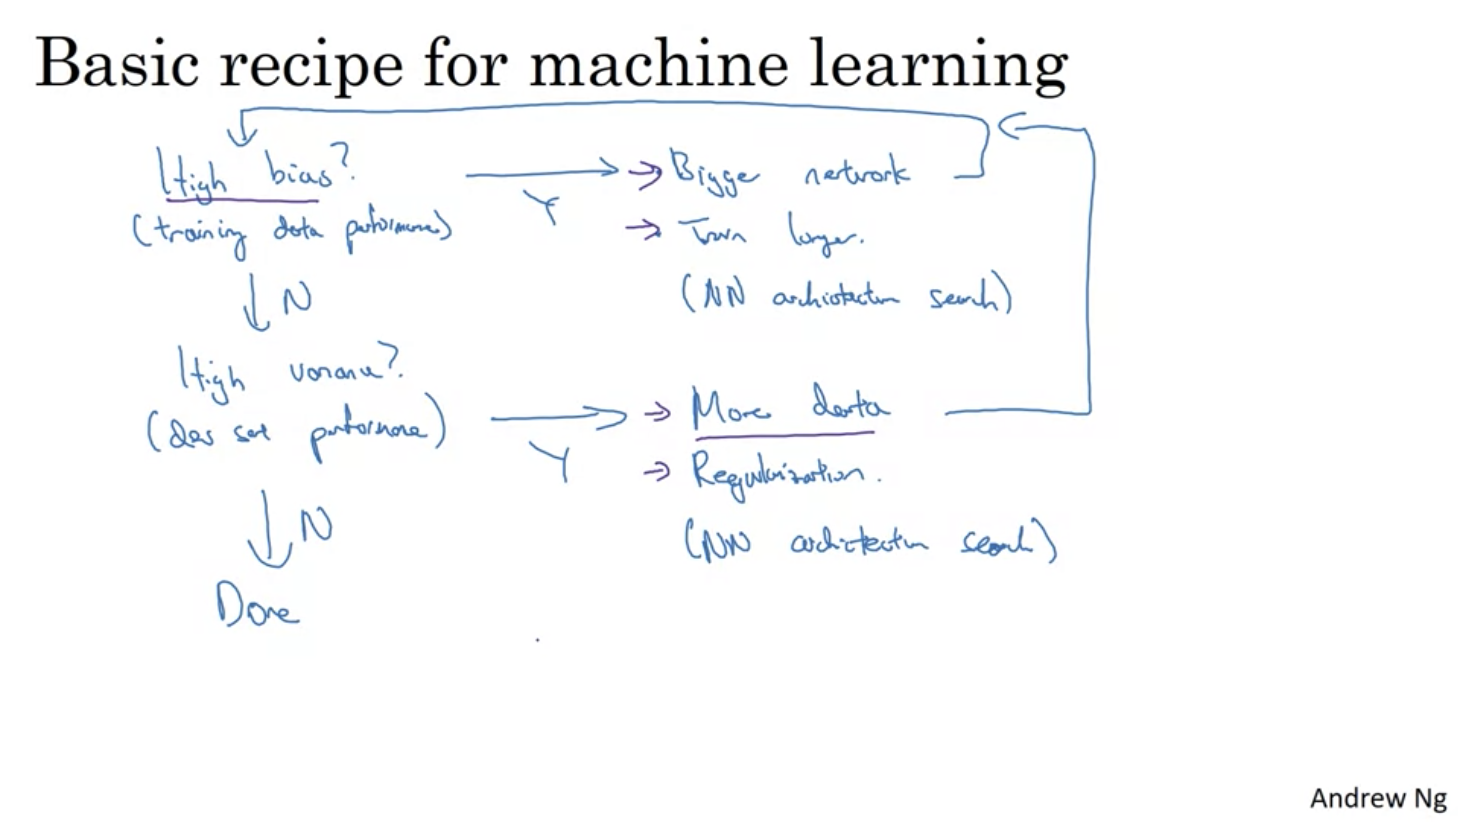 Basic recipe for machine learning
High bias? Y → Bigger network
(training data performance) → Train longer.
↓ N (NN architecture search)
High variance?
(dev set performance) Y → More data
→ Regularization.
↓ N (NN architecture search)
Done
Andrew Ng